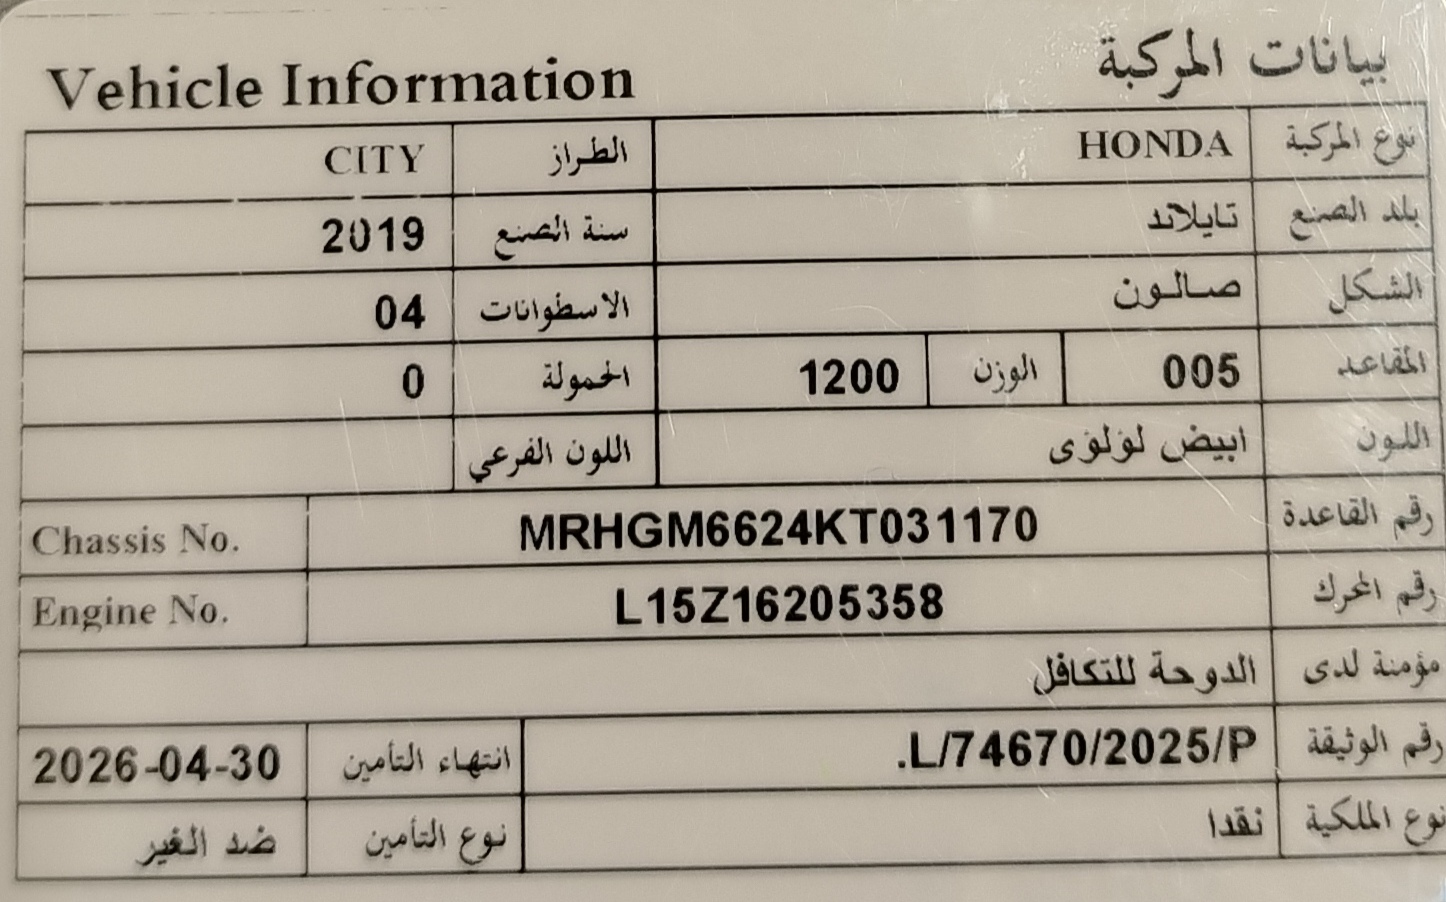 Vehicle Information بيانات المركبة
نوع المركبة HONDA الطراز CITY
بلد الصنع تايلاند سنة الصنع 2019
الشكل صالون الاسطوانات 04
المقاعد 005 الوزن 1200 الحمولة 0
اللون ابيض لؤلؤى اللون الفرعي
رقم القاعدة MRHGM6624KT031170 Chassis No.
رقم المحرك L15Z16205358 Engine No.
مؤمنة لدى الدوحة للتكافل
رقم الوثيقة .L/74670/2025/P انتهاء التأمين 2026-04-30
نوع الملكية نقدا نوع التأمين ضد الغير